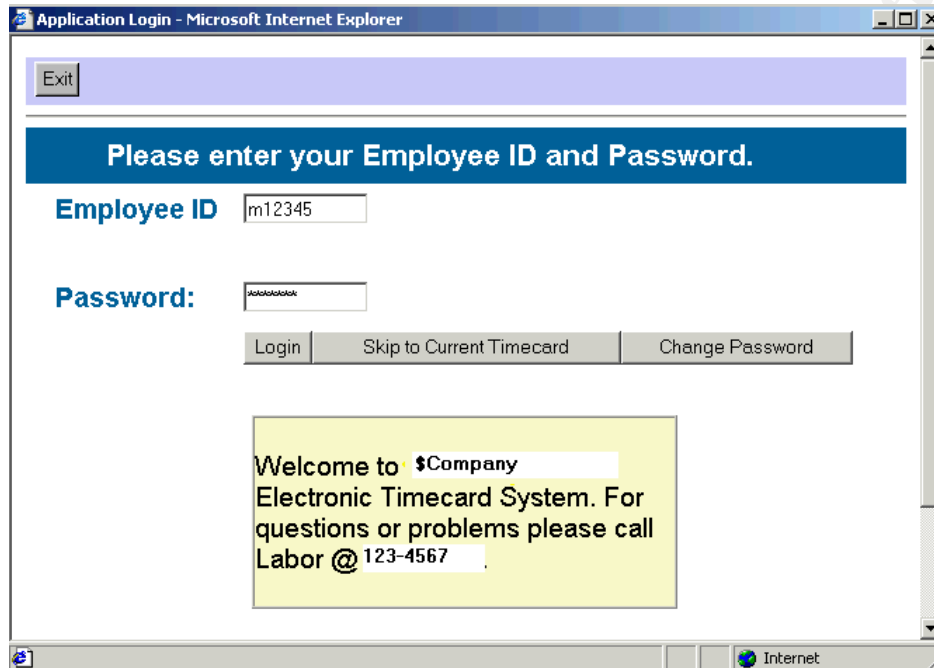 Application Login - Microsoft Internet Explorer
Exit
Please enter your Employee ID and Password.
Employee ID m12345
Password: ********
Login Skip to Current Timecard Change Password
Welcome to $Company
Electronic Timecard System. For
questions or problems please call
Labor @ 123-4567 .
Internet